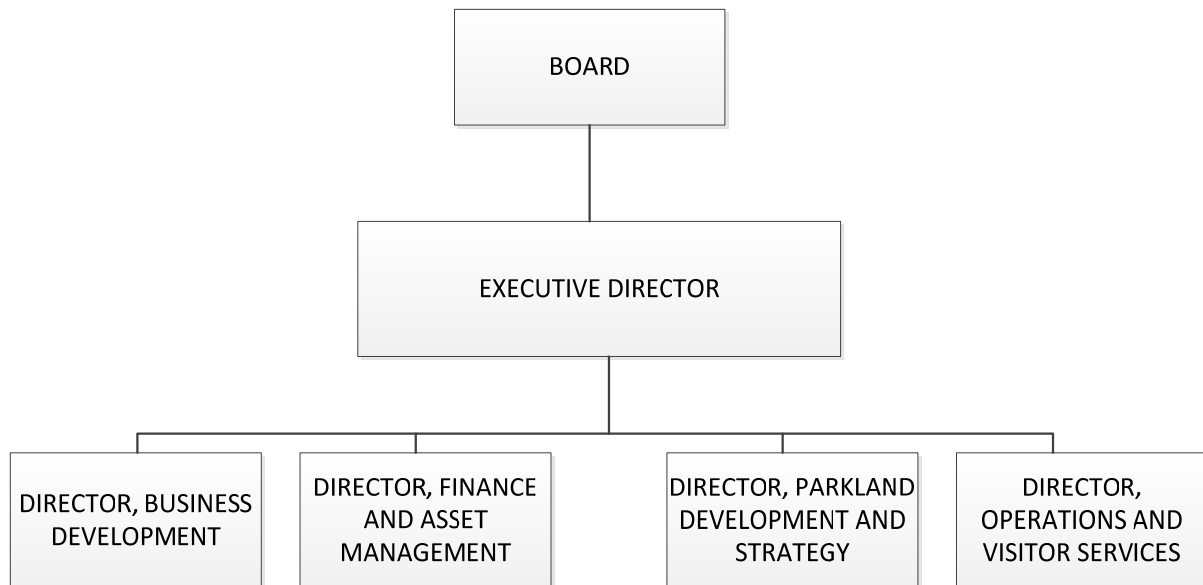 BOARD
EXECUTIVE DIRECTOR
DIRECTOR, BUSINESS
DEVELOPMENT
DIRECTOR, FINANCE
AND ASSET
MANAGEMENT
DIRECTOR, PARKLAND
DEVELOPMENT AND
STRATEGY
DIRECTOR,
OPERATIONS AND
VISITOR SERVICES